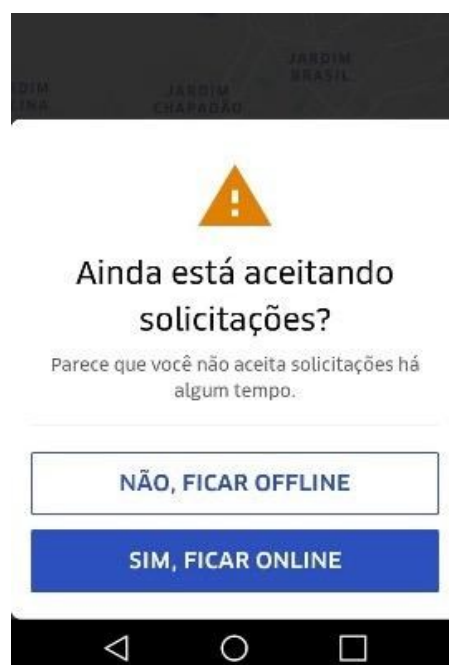 JARDIM
BRASIL
JARDIM
CHAPADÃO
Ainda está aceitando
solicitações?
Parece que você não aceita solicitações há
algum tempo.
NÃO, FICAR OFFLINE
SIM, FICAR ONLINE